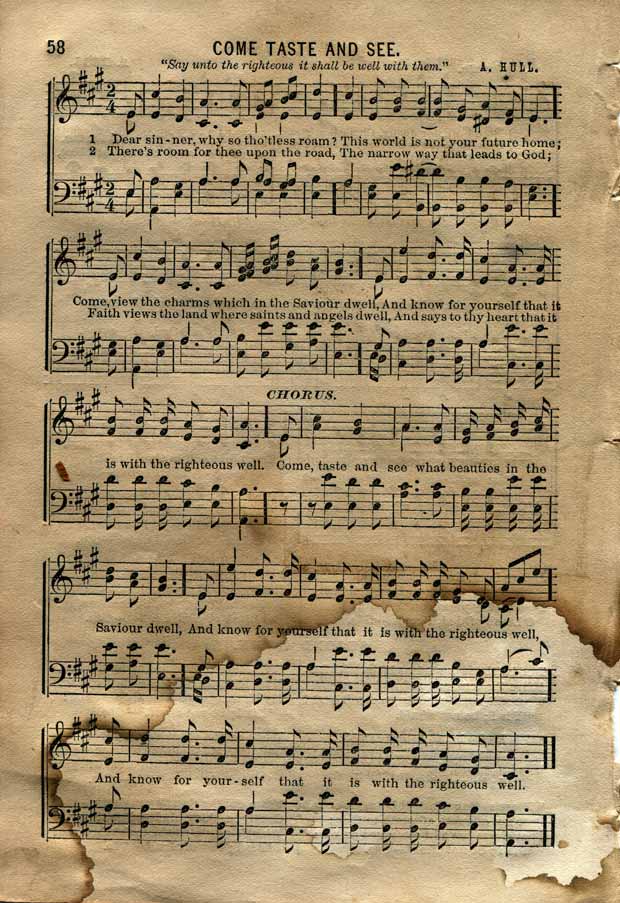 58
COME TASTE AND SEE.
"Say unto the righteous it shall be well with them." A. HULL.
1 Dear sin-ner, why so tho'tless roam? This world is not your future home;
2 There's room for thee upon the road, The narrow way that leads to God;
Come, view the charms which in the Saviour dwell, And know for yourself that it
Faith views the land where saints and angels dwell, And says to thy heart that it
CHORUS.
is with the righteous well. Come, taste and see what beauties in the
Saviour dwell, And know for yourself that it is with the righteous well,
And know for your-self that it is with the righteous well.